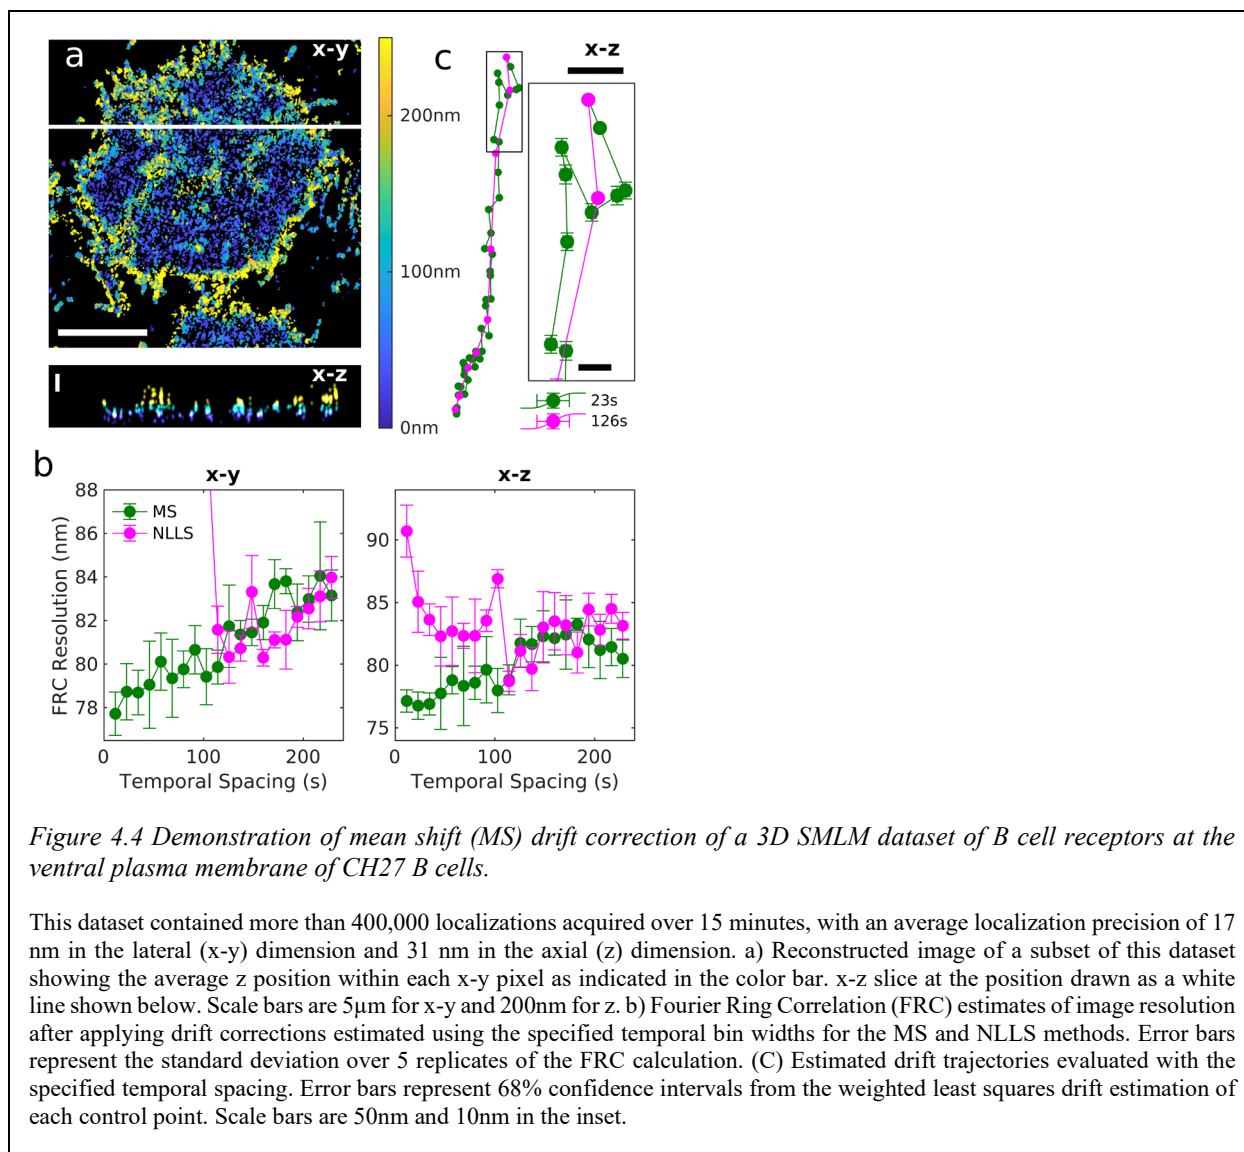 a
x-y
200nm
100nm
0nm
x-z
c
x-z
23s
126s
b
x-y
88
86
84
82
80
78
FRC Resolution (nm)
MS
NLLS
0
100
200
Temporal Spacing (s)
x-z
90
85
80
75
0
100
200
Temporal Spacing (s)
Figure 4.4 Demonstration of mean shift (MS) drift correction of a 3D SMLM dataset of B cell receptors at the
ventral plasma membrane of CH27 B cells.
This dataset contained more than 400,000 localizations acquired over 15 minutes, with an average localization precision of 17
nm in the lateral (x-y) dimension and 31 nm in the axial (z) dimension. a) Reconstructed image of a subset of this dataset
showing the average z position within each x-y pixel as indicated in the color bar. x-z slice at the position drawn as a white
line shown below. Scale bars are 5μm for x-y and 200nm for z. b) Fourier Ring Correlation (FRC) estimates of image resolution
after applying drift corrections estimated using the specified temporal bin widths for the MS and NLLS methods. Error bars
represent the standard deviation over 5 replicates of the FRC calculation. (C) Estimated drift trajectories evaluated with the
specified temporal spacing. Error bars represent 68% confidence intervals from the weighted least squares drift estimation of
each control point. Scale bars are 50nm and 10nm in the inset.